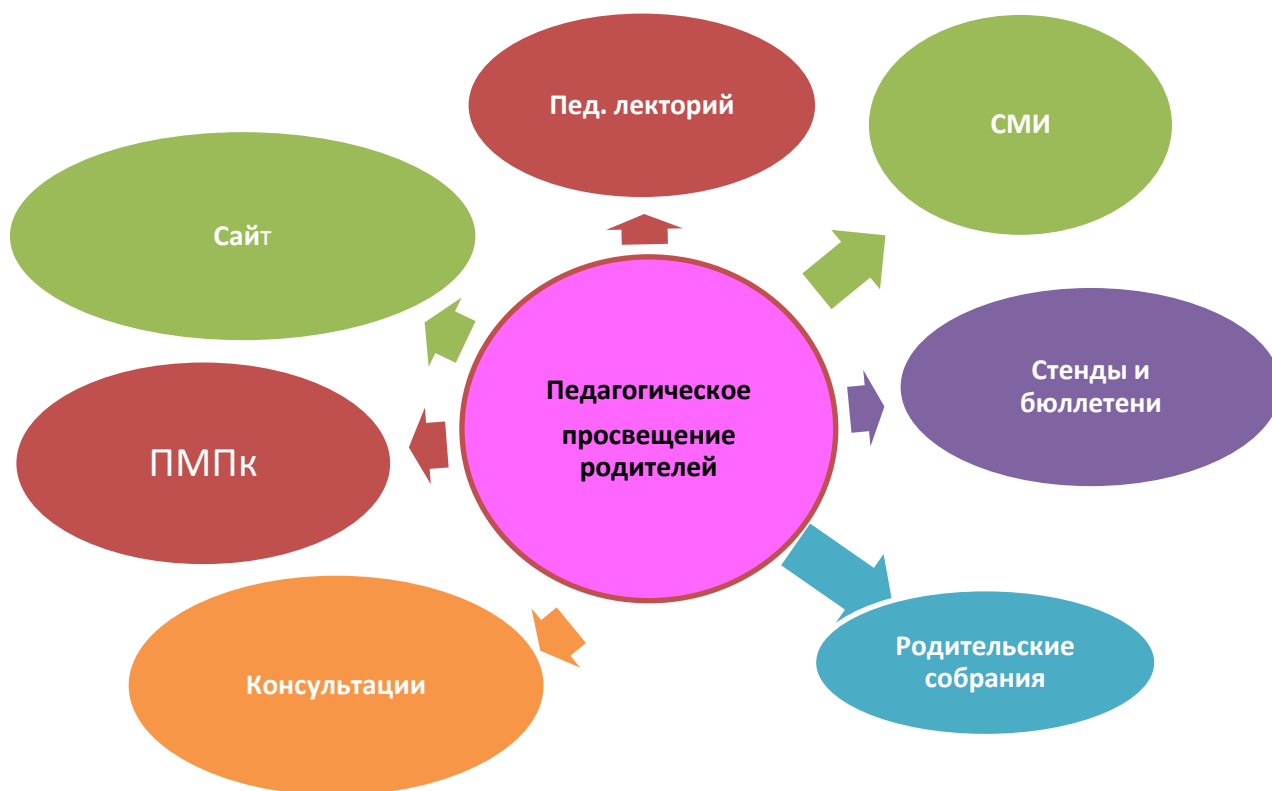 Пед. лекторий
СМИ
Сайт
Стенды и
бюллетени
Педагогическое
просвещение
родителей
ПМПк
Родительские
собрания
Консультации